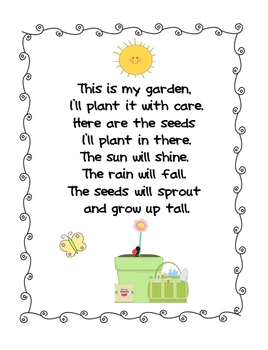 This is my garden,
I'll plant it with care.
Here are the seeds
I'll plant in there.
The sun will shine.
The rain will fall.
The seeds will sprout
and grow up tall.